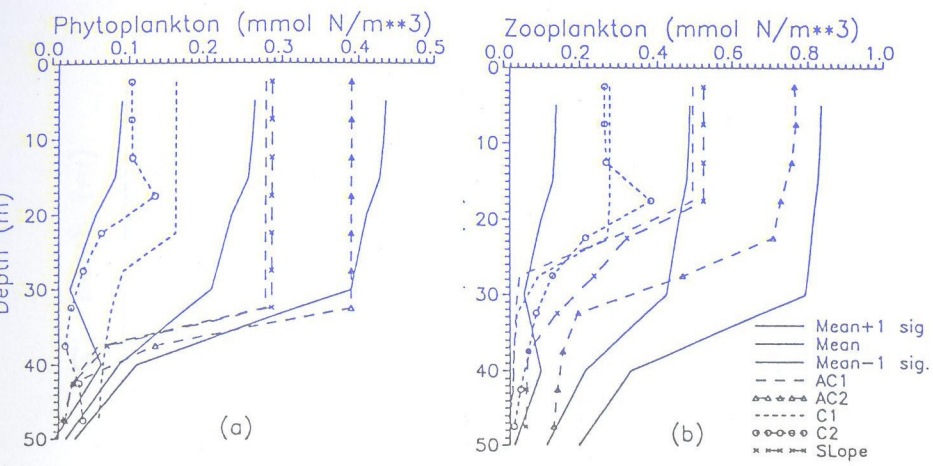 Phytoplankton (mmol N/m**3)
0.0 0.1 0.2 0.3 0.4 0.5
0
10
20
30
40
50
Depth (m)
(a)
Zooplankton (mmol N/m**3)
0.0 0.2 0.4 0.6 0.8 1.0
0
10
20
30
40
50
(b)
Mean+1 sig
Mean
Mean-1 sig.
AC1
AC2
C1
C2
SLope